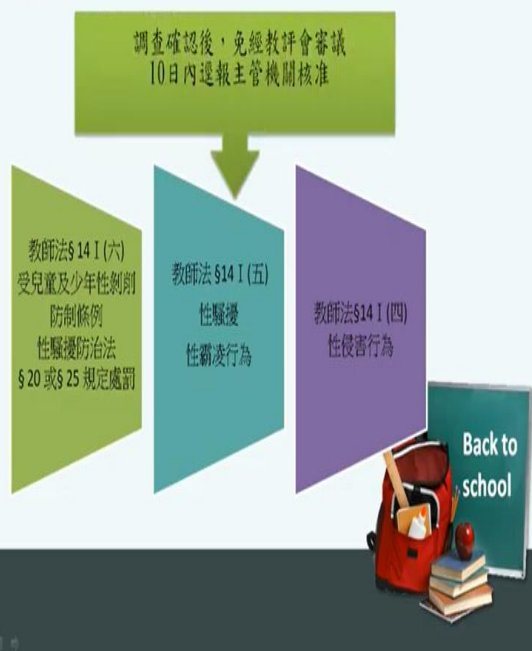 調查確認後，免經教評會審議
10日內逕報主管機關核准
教師法§ 14 I (六)
受兒童及少年性剝削
防制條例
性騷擾防治法
§ 20 或§ 25 規定處罰
教師法 §14 I (五)
性騷擾
性霸凌行為
教師法§14 I (四)
性侵害行為
Back to
school